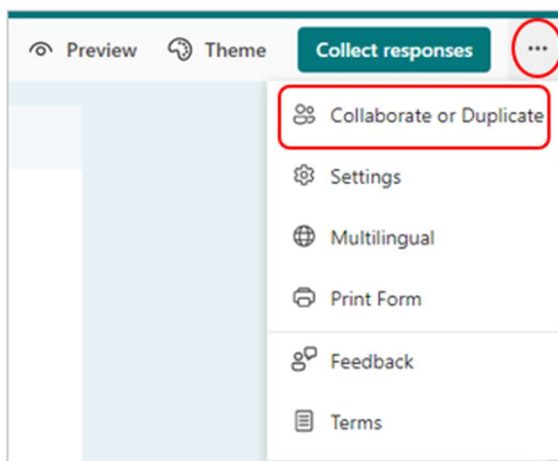 Preview Theme Collect responses ...
Collaborate or Duplicate
Settings
Multilingual
Print Form
Feedback
Terms